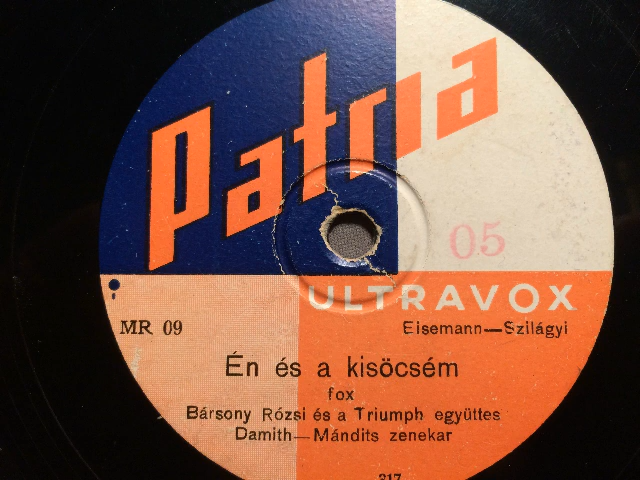 Patria
05
ULTRAVOX
MR 09
Eisemann—Szilágyi
Én és a kisöcsém
fox
Bársony Rózsi és a Triumph együttes
Damith—Mándits zenekar
217